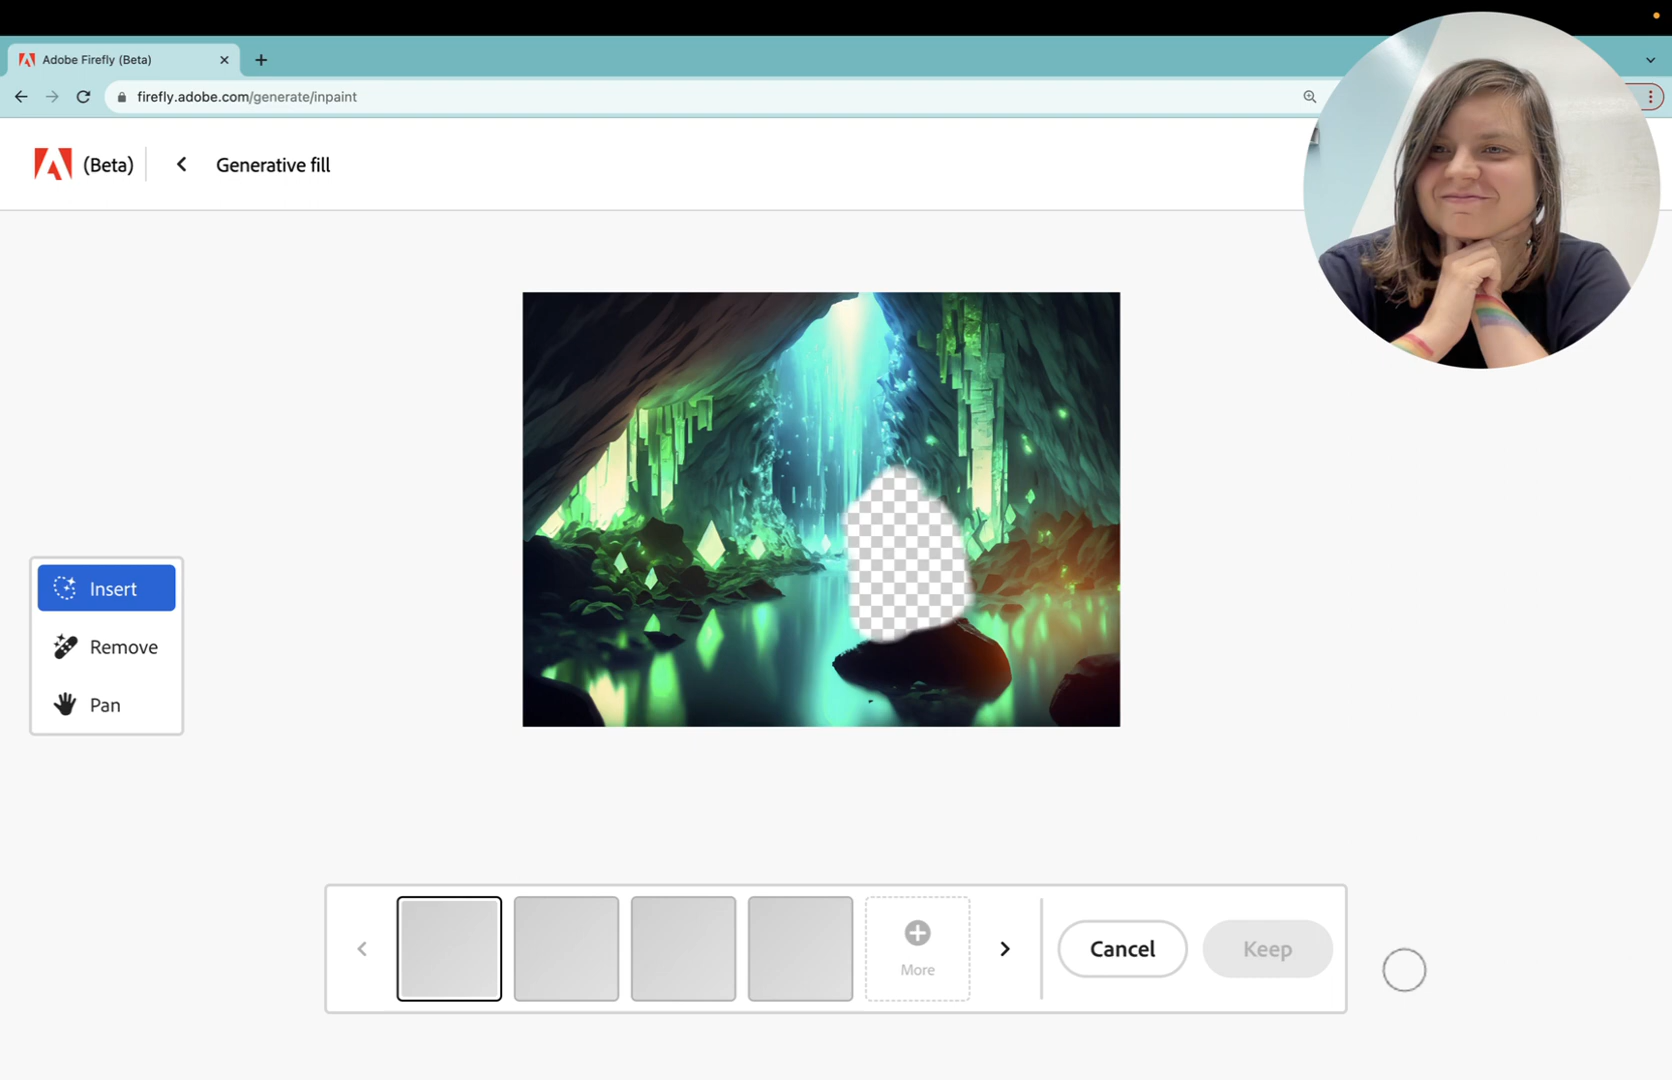 Adobe Firefly (Beta)
firefly.adobe.com/generate/inpaint
(Beta)
Generative fill
Insert
Remove
Pan
More
Cancel
Keep